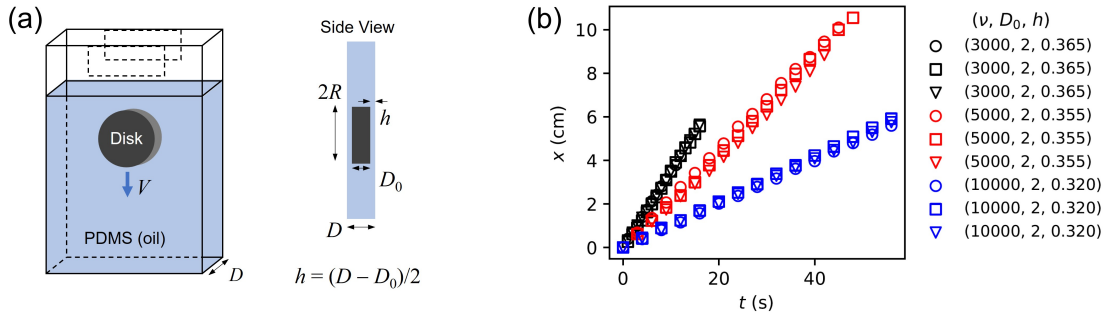 (a)
Disk
V
PDMS (oil)
D
Side View
2R
h
D₀
D
h = (D − D₀)/2
(b)
x (cm)
10
8
6
4
2
0
0
20
40
t (s)
(ν, D₀, h)
(3000, 2, 0.365)
(3000, 2, 0.365)
(3000, 2, 0.365)
(5000, 2, 0.355)
(5000, 2, 0.355)
(5000, 2, 0.355)
(10000, 2, 0.320)
(10000, 2, 0.320)
(10000, 2, 0.320)